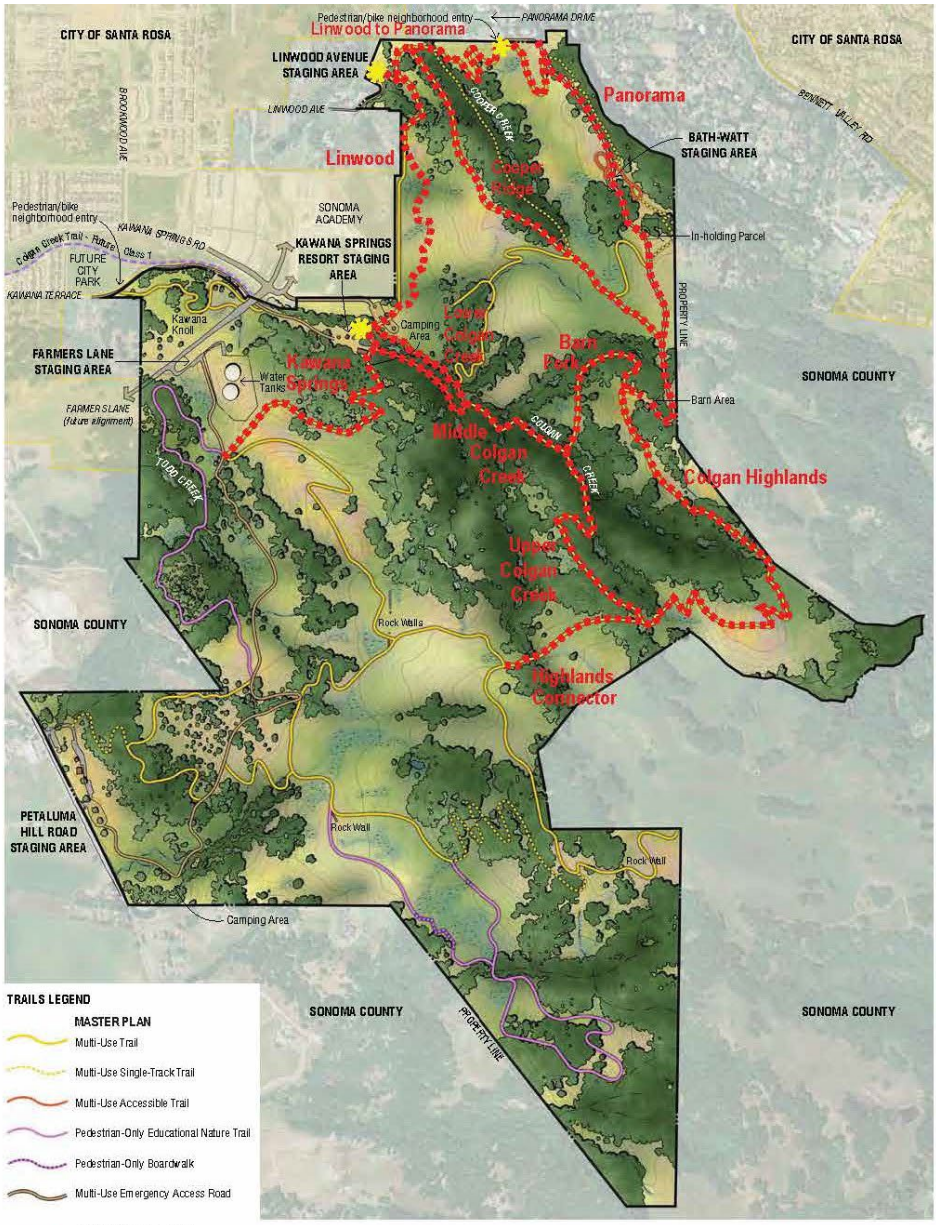 Pedestrian/bike neighborhood entry
PANORAMA DRIVE
CITY OF SANTA ROSA
Linwood to Panorama
CITY OF SANTA ROSA
LINWOOD AVENUE
STAGING AREA
BROOKWOOD AVE
LINWOOD AVE
COOPER CREEK
Panorama
BENNETT VALLEY RD
BATH-WATT
STAGING AREA
Linwood
Cooper
Ridge
Pedestrian/bike
neighborhood entry
SONOMA
ACADEMY
KAWANA SPRINGS RD
Colgan Creek Trail - Future Class 1
KAWANA SPRINGS
RESORT STAGING
AREA
In-holding Parcel
FUTURE
CITY
PARK
KAWANA TERRACE
PROPERTY LINE
Kawana
Knoll
Camping
Area
Lower
Colgan
Creek
Barn
Fork
FARMERS LANE
STAGING AREA
Kawana
Springs
Water
Tanks
SONOMA COUNTY
Barn Area
FARMERS LANE
(future alignment)
Middle
Colgan
Creek
COLGAN
CREEK
Colgan Highlands
TODD CREEK
Upper
Colgan
Creek
SONOMA COUNTY
Rock Walls
Highlands
Connector
PETALUMA
HILL ROAD
STAGING AREA
Rock Wall
Rock Wall
Camping Area
TRAILS LEGEND
MASTER PLAN
Multi-Use Trail
Multi-Use Single-Track Trail
Multi-Use Accessible Trail
Pedestrian-Only Educational Nature Trail
Pedestrian-Only Boardwalk
Multi-Use Emergency Access Road
SONOMA COUNTY
PROPERTY LINE
SONOMA COUNTY